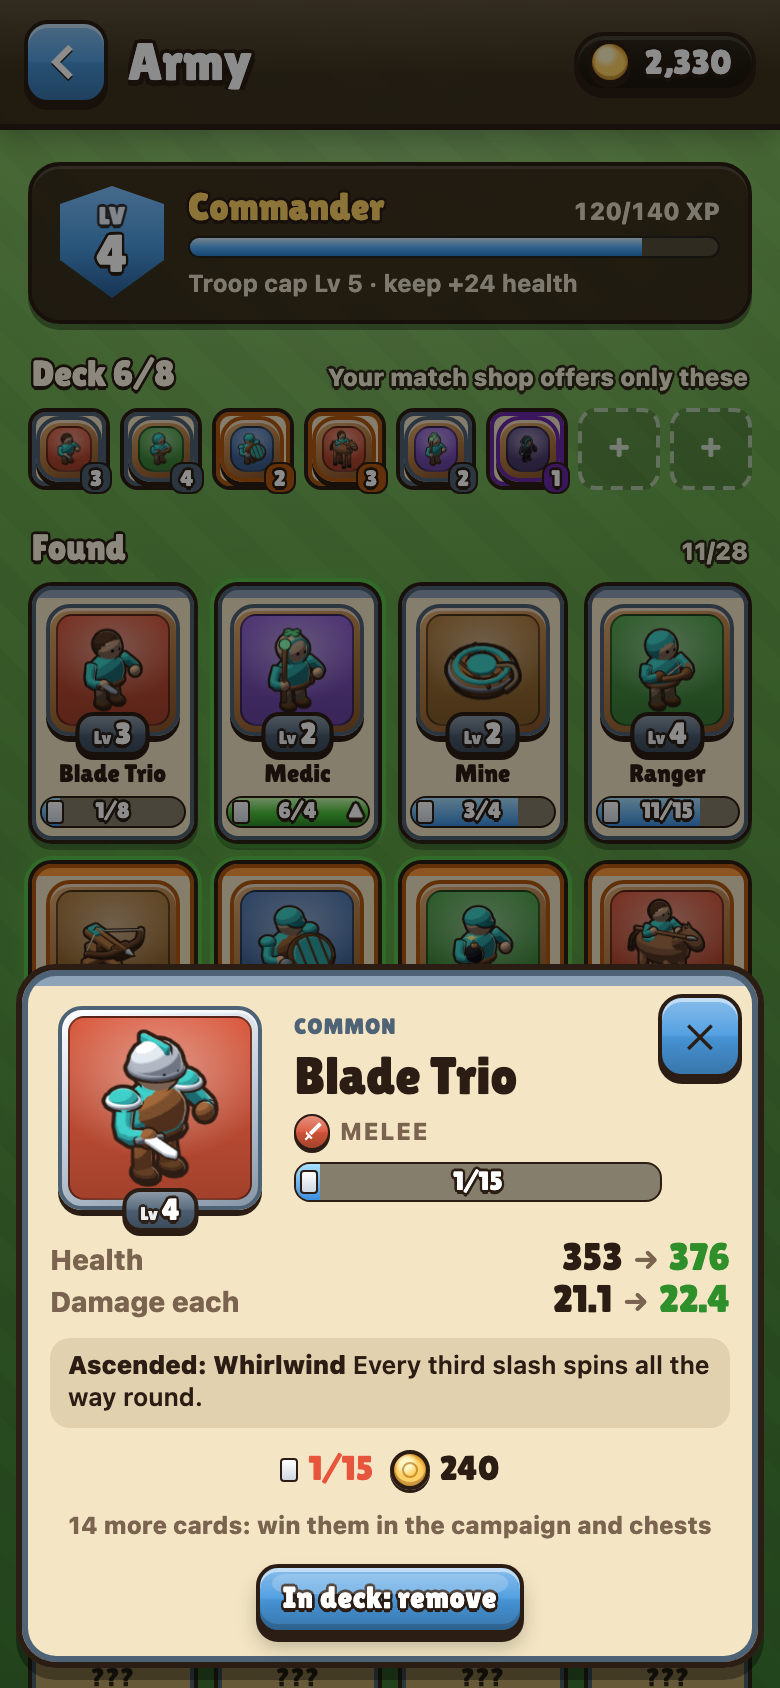 Army
2,330
LV
4
Commander
120/140 XP
Troop cap Lv 5 · keep +24 health
Deck 6/8
Your match shop offers only these
3
4
2
3
2
1
+
+
Found
11/28
Lv 3
Lv 2
Lv 2
Lv 4
Blade Trio
Medic
Mine
Ranger
1/8
6/4
3/4
11/15
COMMON
Blade Trio
MELEE
1/15
Lv 4
Health
353 → 376
Damage each
21.1 → 22.4
Ascended: Whirlwind Every third slash spins all the
way round.
1/15
240
14 more cards: win them in the campaign and chests
In deck: remove
???
???
???
???